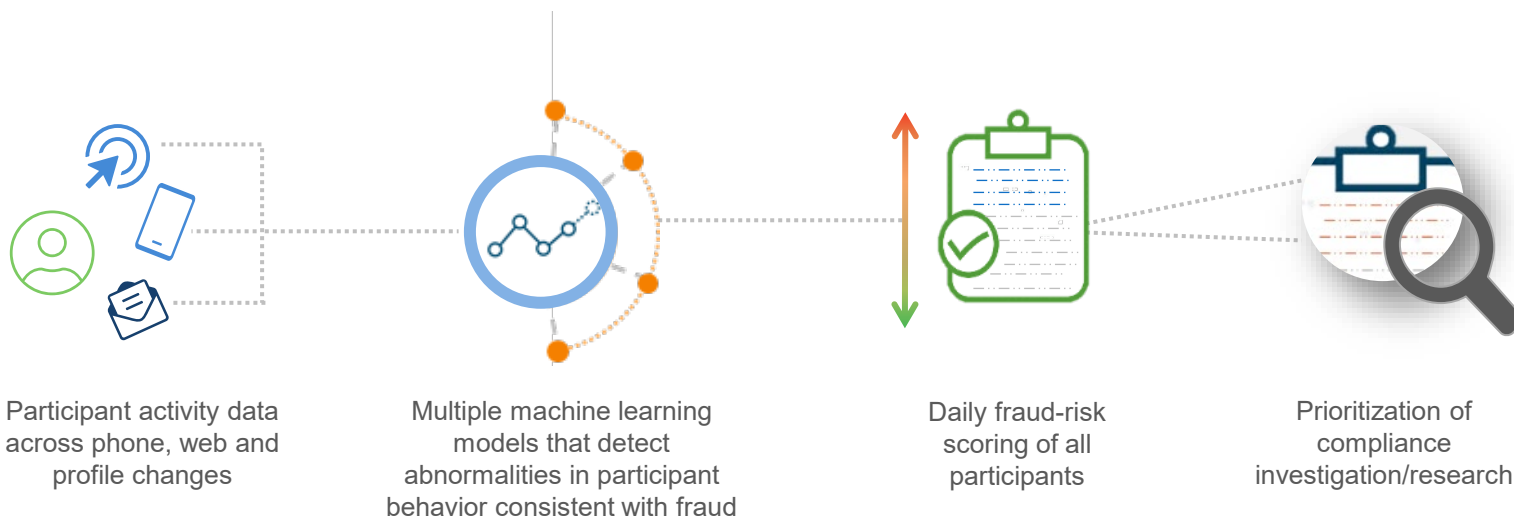 Participant activity data
across phone, web and
profile changes
Multiple machine learning
models that detect
abnormalities in participant
behavior consistent with fraud
Daily fraud-risk
scoring of all
participants
Prioritization of
compliance
investigation/research